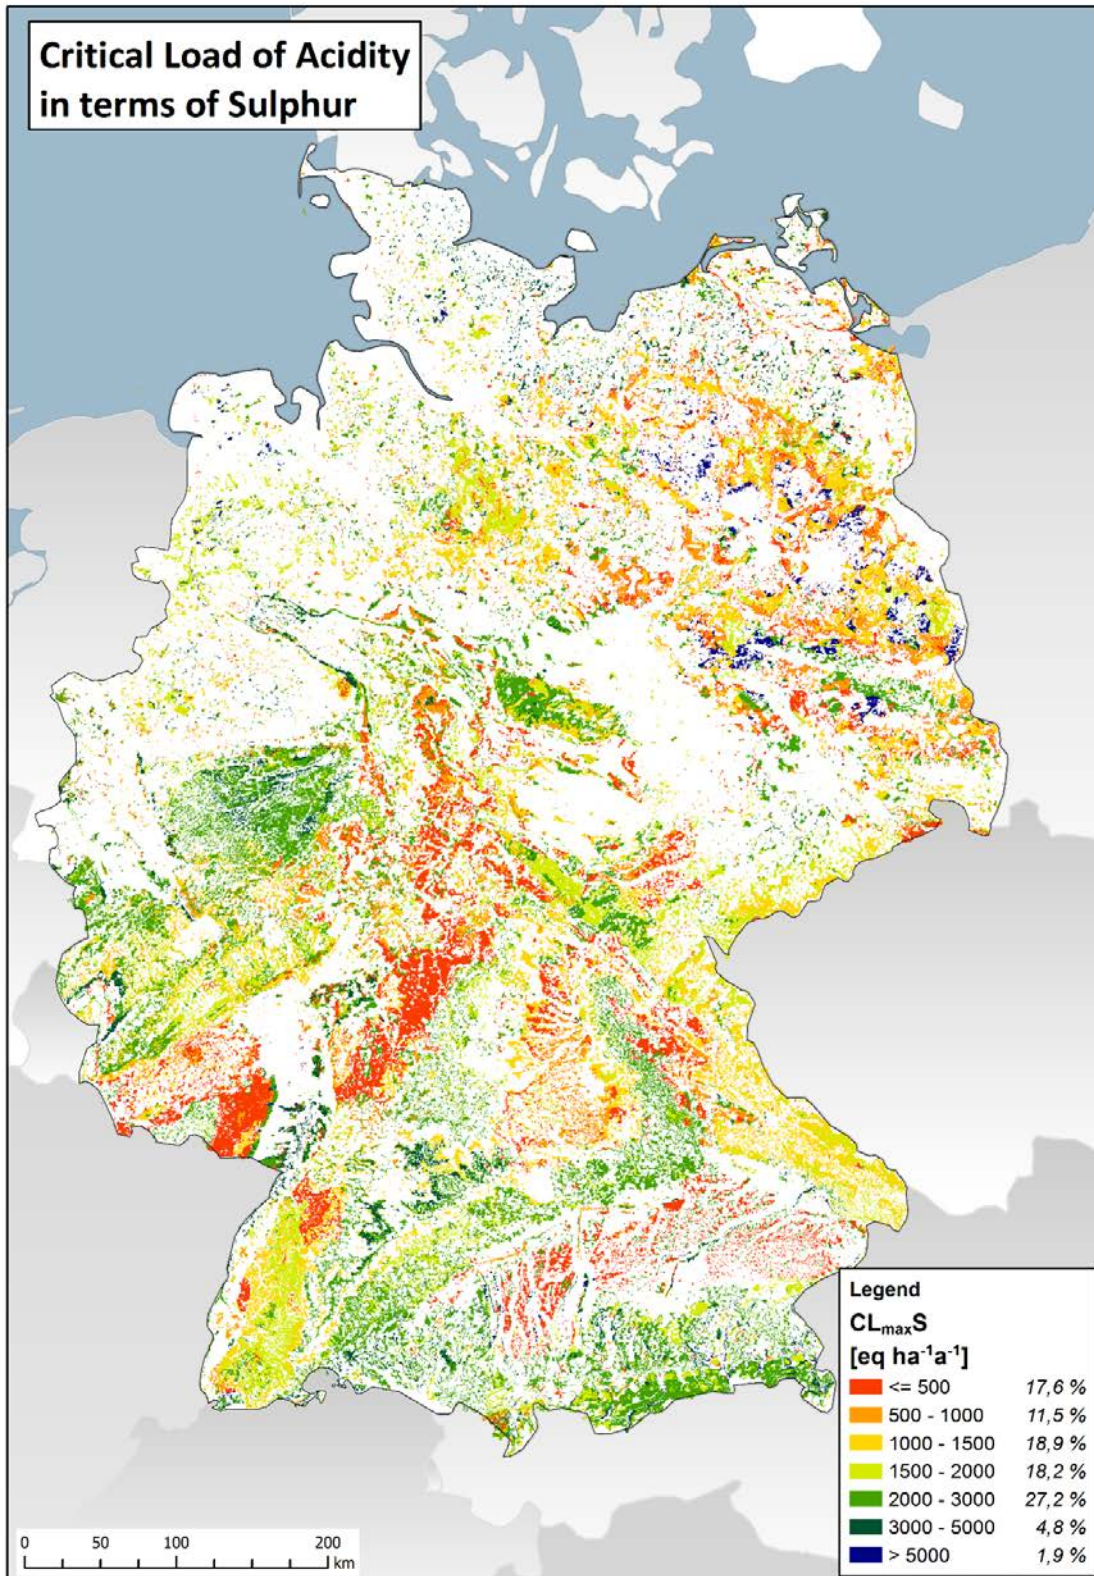 Critical Load of Acidity
in terms of Sulphur
Legend
CLmaxS
[eq ha⁻¹a⁻¹]
<= 500 17,6 %
500 - 1000 11,5 %
1000 - 1500 18,9 %
1500 - 2000 18,2 %
2000 - 3000 27,2 %
3000 - 5000 4,8 %
> 5000 1,9 %
0 50 100 200
km